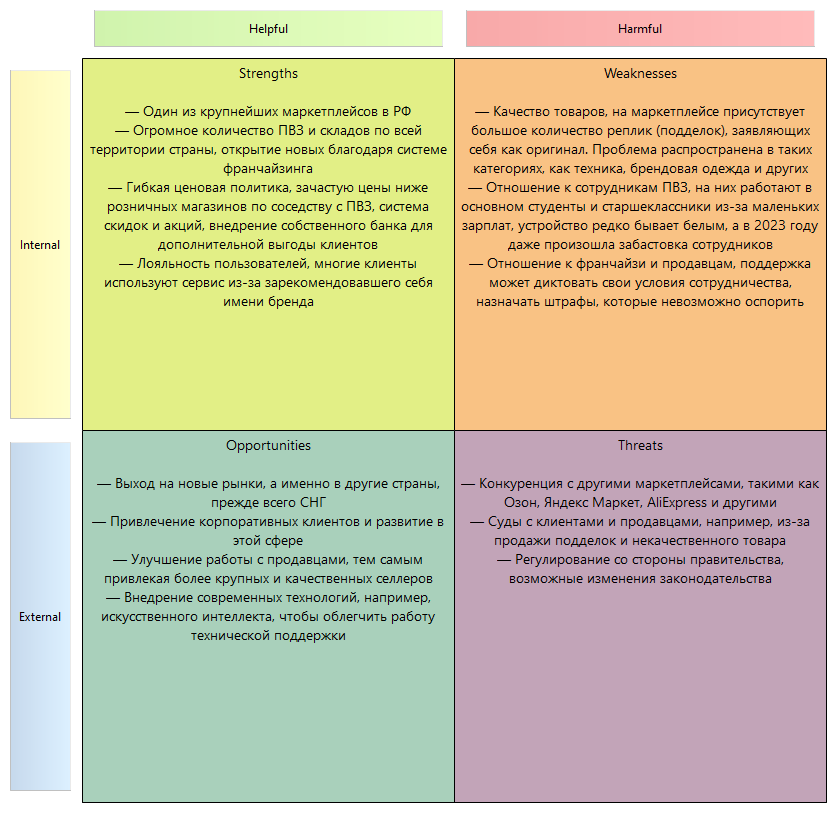 Helpful
Harmful
Internal
Strengths
— Один из крупнейших маркетплейсов в РФ
— Огромное количество ПВЗ и складов по всей
территории страны, открытие новых благодаря системе
франчайзинга
— Гибкая ценовая политика, зачастую цены ниже
розничных магазинов по соседству с ПВЗ, система
скидок и акций, внедрение собственного банка для
дополнительной выгоды клиентов
— Лояльность пользователей, многие клиенты
используют сервис из-за зарекомендовавшего себя
имени бренда
Weaknesses
— Качество товаров, на маркетплейсе присутствует
большое количество реплик (подделок), заявляющих
себя как оригинал. Проблема распространена в таких
категориях, как техника, брендовая одежда и других
— Отношение к сотрудникам ПВЗ, на них работают в
основном студенты и старшеклассники из-за маленьких
зарплат, устройство редко бывает белым, а в 2023 году
даже произошла забастовка сотрудников
— Отношение к франчайзи и продавцам, поддержка
может диктовать свои условия сотрудничества,
назначать штрафы, которые невозможно оспорить
External
Opportunities
— Выход на новые рынки, а именно в другие страны,
прежде всего СНГ
— Привлечение корпоративных клиентов и развитие в
этой сфере
— Улучшение работы с продавцами, тем самым
привлекая более крупных и качественных селлеров
— Внедрение современных технологий, например,
искусственного интеллекта, чтобы облегчить работу
технической поддержки
Threats
— Конкуренция с другими маркетплейсами, такими как
Озон, Яндекс Маркет, AliExpress и другими
— Суды с клиентами и продавцами, например, из-за
продажи подделок и некачественного товара
— Регулирование со стороны правительства,
возможные изменения законодательства